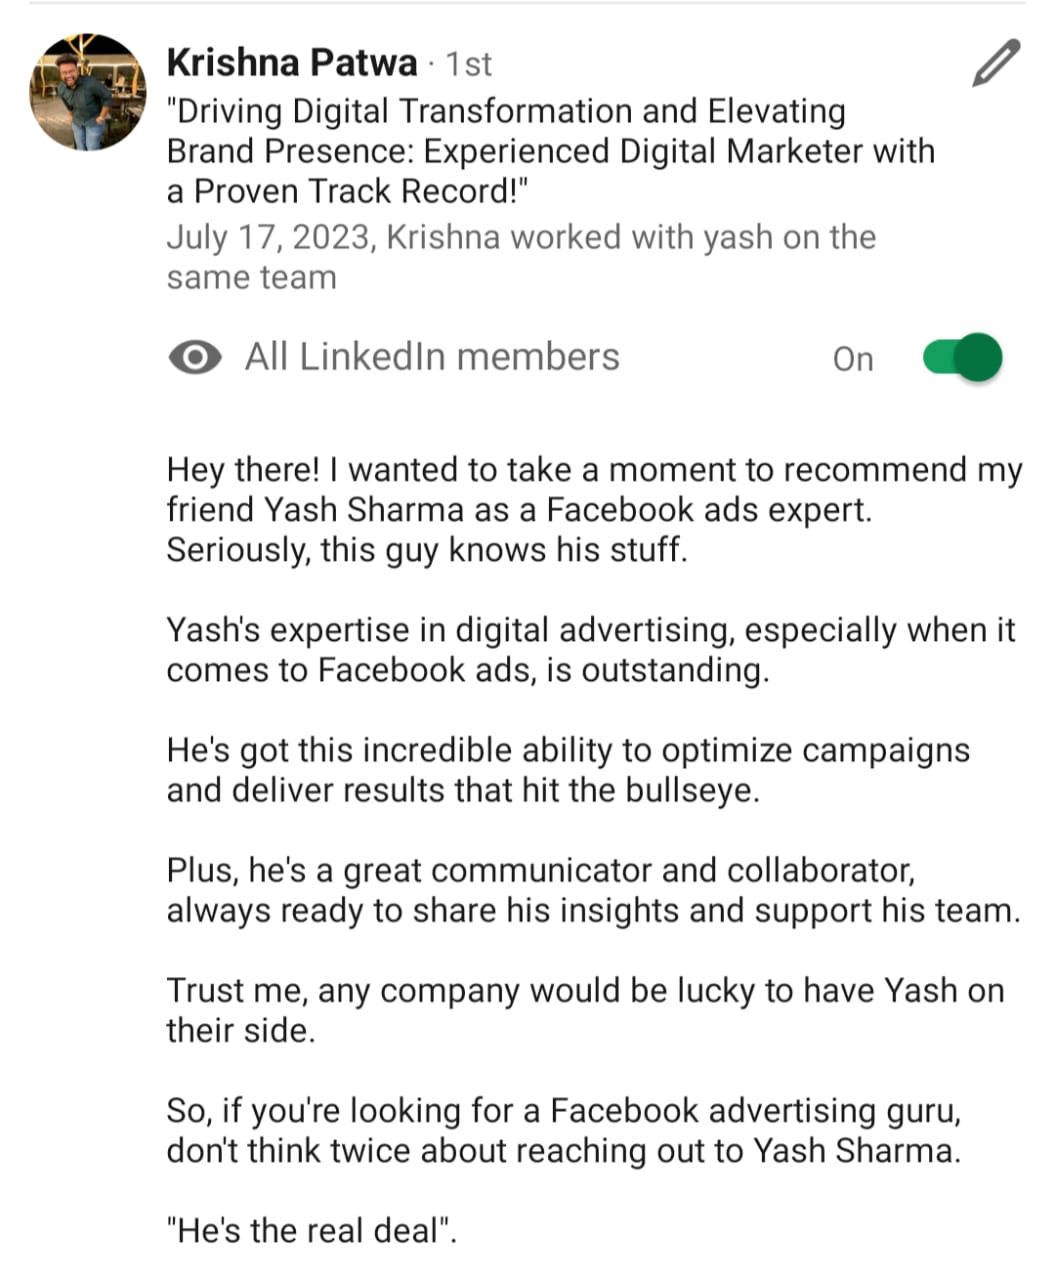 Krishna Patwa · 1st
"Driving Digital Transformation and Elevating
Brand Presence: Experienced Digital Marketer with
a Proven Track Record!"
July 17, 2023, Krishna worked with yash on the
same team
All LinkedIn members On
Hey there! I wanted to take a moment to recommend my
friend Yash Sharma as a Facebook ads expert.
Seriously, this guy knows his stuff.
Yash's expertise in digital advertising, especially when it
comes to Facebook ads, is outstanding.
He's got this incredible ability to optimize campaigns
and deliver results that hit the bullseye.
Plus, he's a great communicator and collaborator,
always ready to share his insights and support his team.
Trust me, any company would be lucky to have Yash on
their side.
So, if you're looking for a Facebook advertising guru,
don't think twice about reaching out to Yash Sharma.
"He's the real deal".